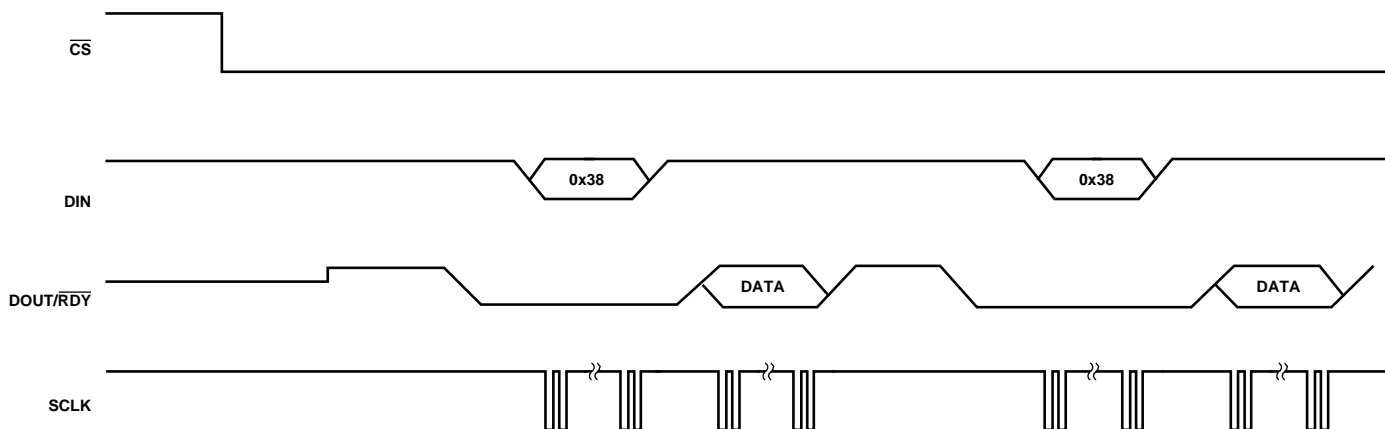 CS
DIN
0x38
0x38
DOUT/RDY
DATA
DATA
SCLK